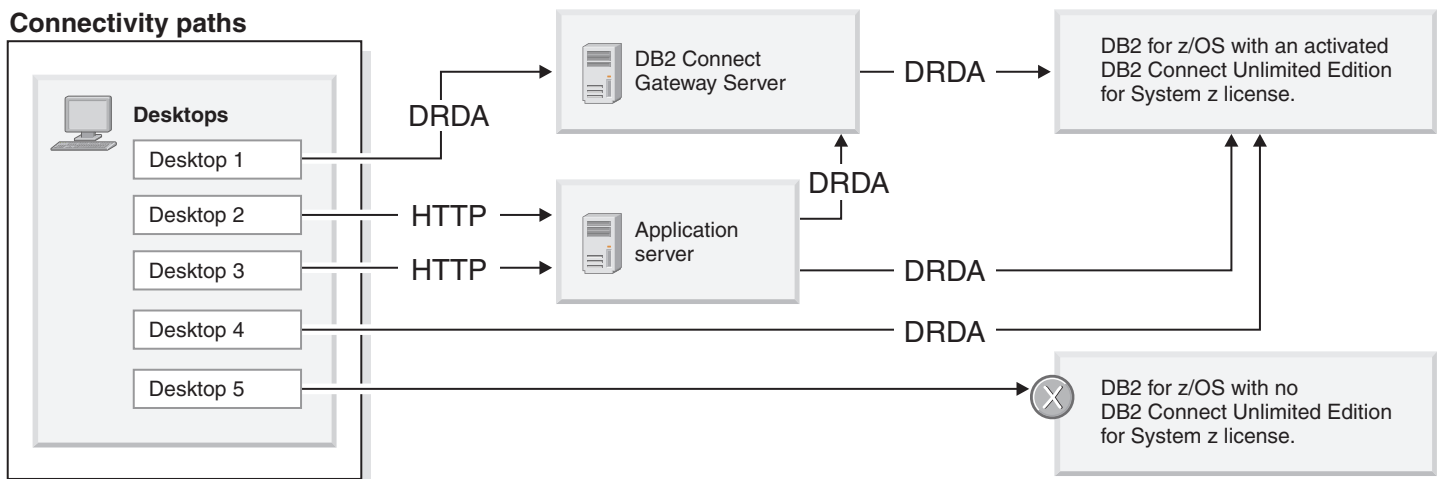 Connectivity paths
Desktops
Desktop 1
Desktop 2
Desktop 3
Desktop 4
Desktop 5
DRDA
HTTP
HTTP
DB2 Connect
Gateway Server
Application
server
DRDA
DRDA
DRDA
DRDA
DB2 for z/OS with an activated
DB2 Connect Unlimited Edition
for System z license.
X
DB2 for z/OS with no
DB2 Connect Unlimited Edition
for System z license.